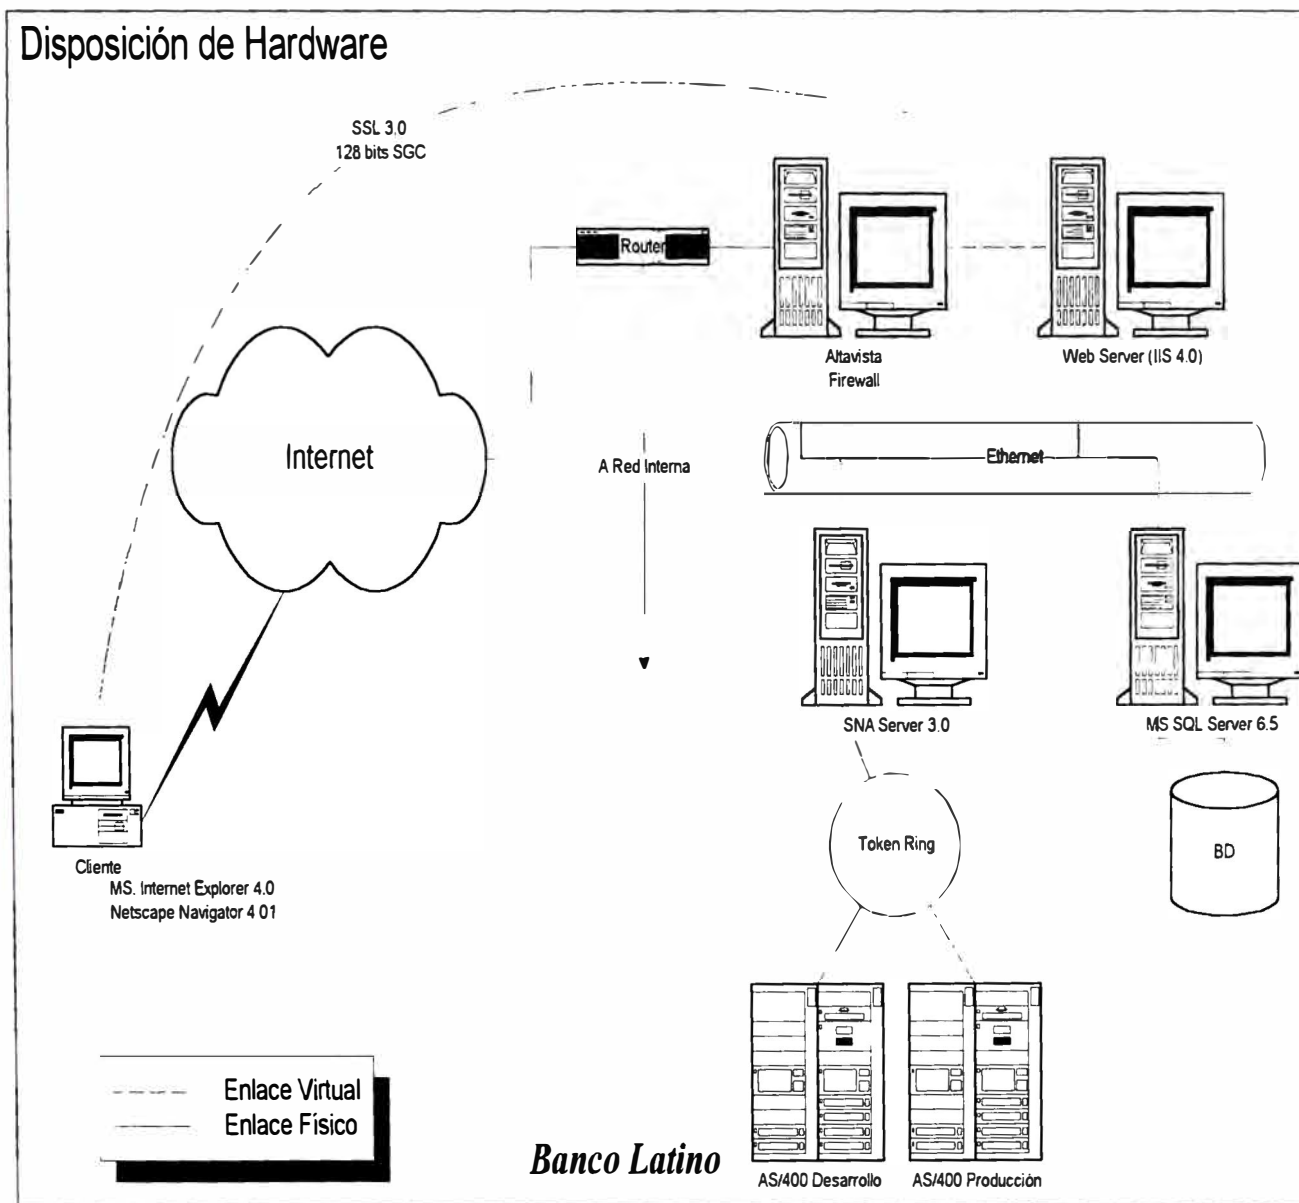 Disposición de Hardware
SSL 3.0
128 bits SGC
Router
Altavista
Firewall
Web Server (IIS 4.0)
Internet
A Red Interna
Ethernet
SNA Server 3.0
MS SQL Server 6.5
Token Ring
BD
Cliente
MS. Internet Explorer 4.0
Netscape Navigator 4 01
Enlace Virtual
Enlace Físico
Banco Latino
AS/400 Desarrollo
AS/400 Producción